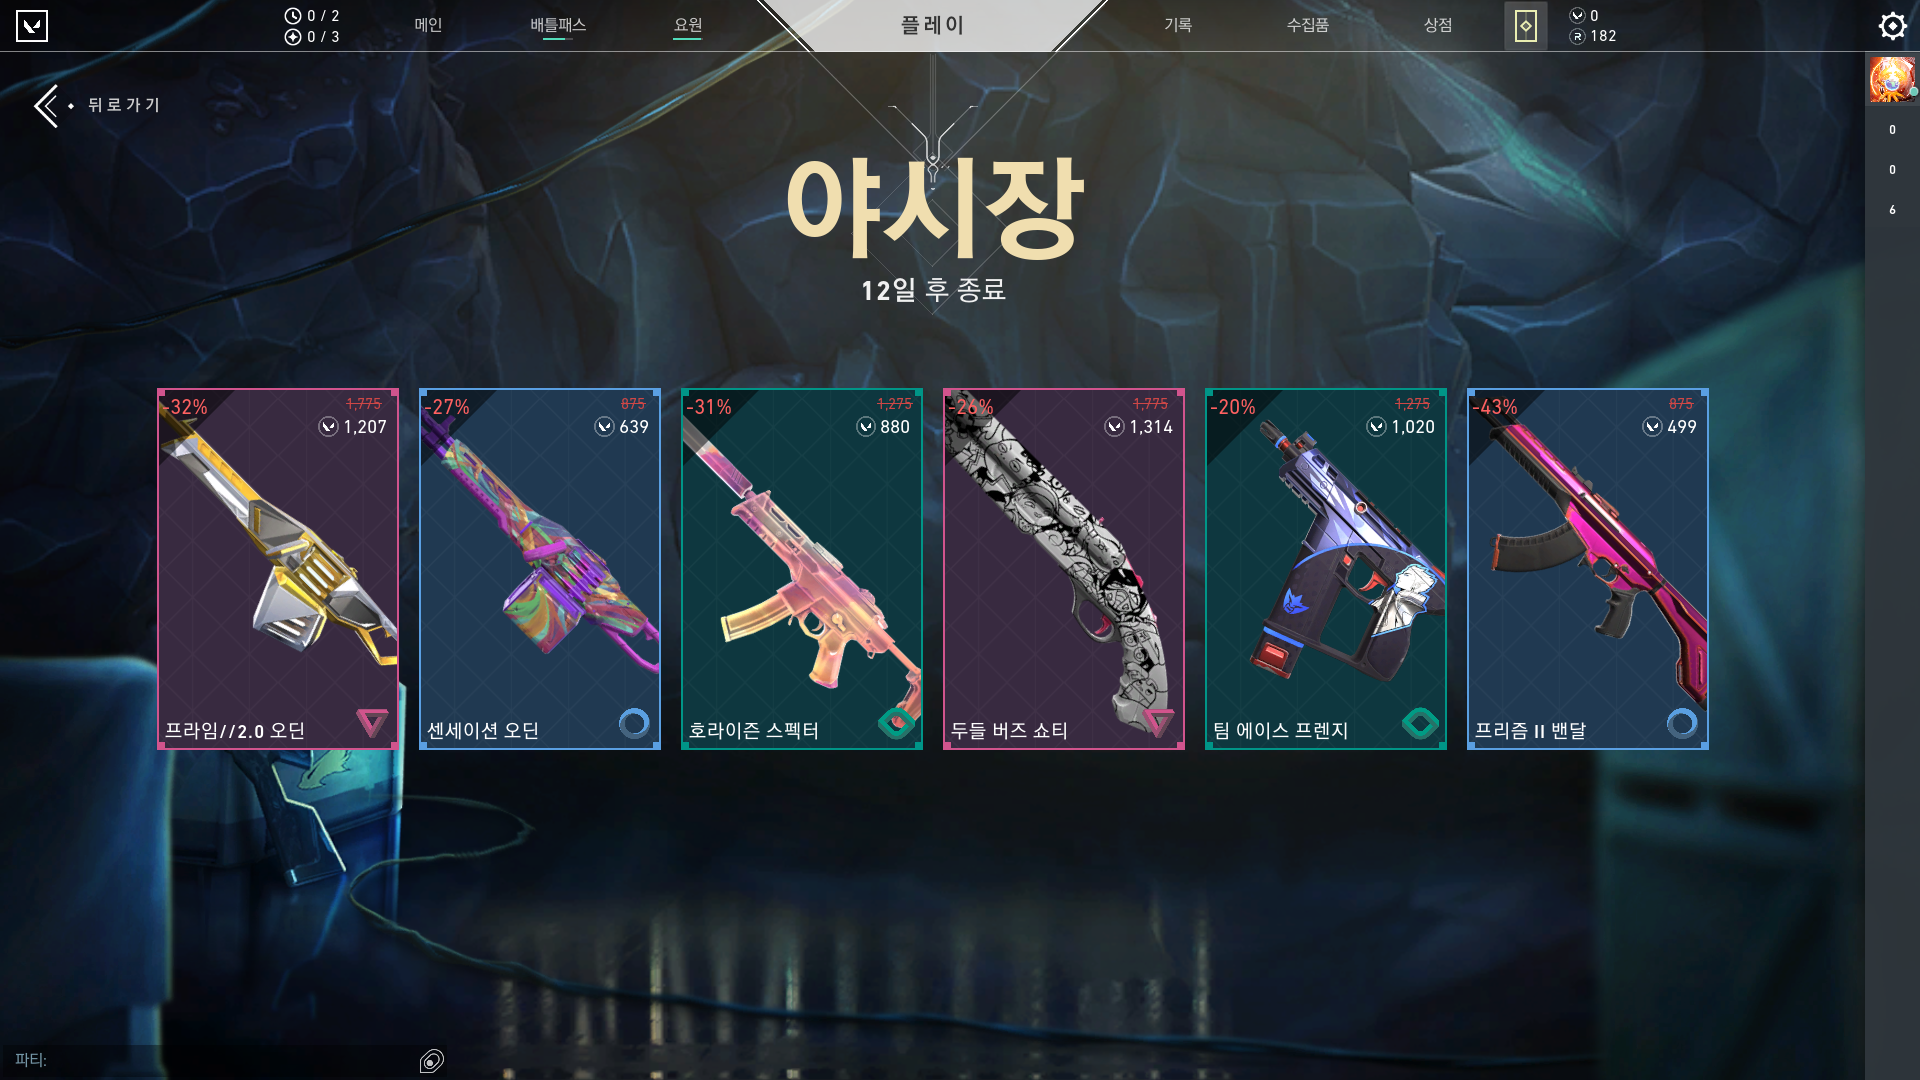 0 / 2
0 / 3
메인
배틀패스
요원
플레이
기록
수집품
상점
0
182
뒤로가기
야시장
12일 후 종료
0
0
6
-32%
1,775
1,207
프라임//2.0 오딘
-27%
875
639
센세이션 오딘
-31%
1,275
880
호라이즌 스펙터
-26%
1,775
1,314
두들 버즈 쇼티
-20%
1,275
1,020
팀 에이스 프렌지
-43%
875
499
프리즘 II 밴달
파티: